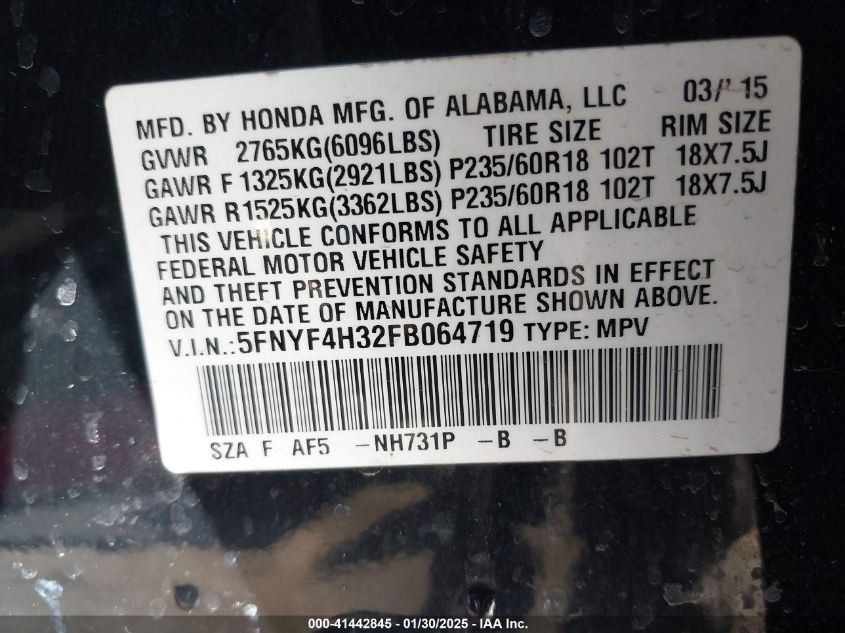 MFD. BY HONDA MFG. OF ALABAMA, LLC 03/'15
GVWR 2765KG(6096LBS) TIRE SIZE RIM SIZE
GAWR F 1325KG(2921LBS) P235/60R18 102T 18X7.5J
GAWR R1525KG(3362LBS) P235/60R18 102T 18X7.5J
THIS VEHICLE CONFORMS TO ALL APPLICABLE
FEDERAL MOTOR VEHICLE SAFETY
AND THEFT PREVENTION STANDARDS IN EFFECT
ON THE DATE OF MANUFACTURE SHOWN ABOVE.
V.I.N.:5FNYF4H32FB064719 TYPE: MPV
SZA F AF5 -NH731P -B -B
000-41442845 - 01/30/2025 - IAA Inc.